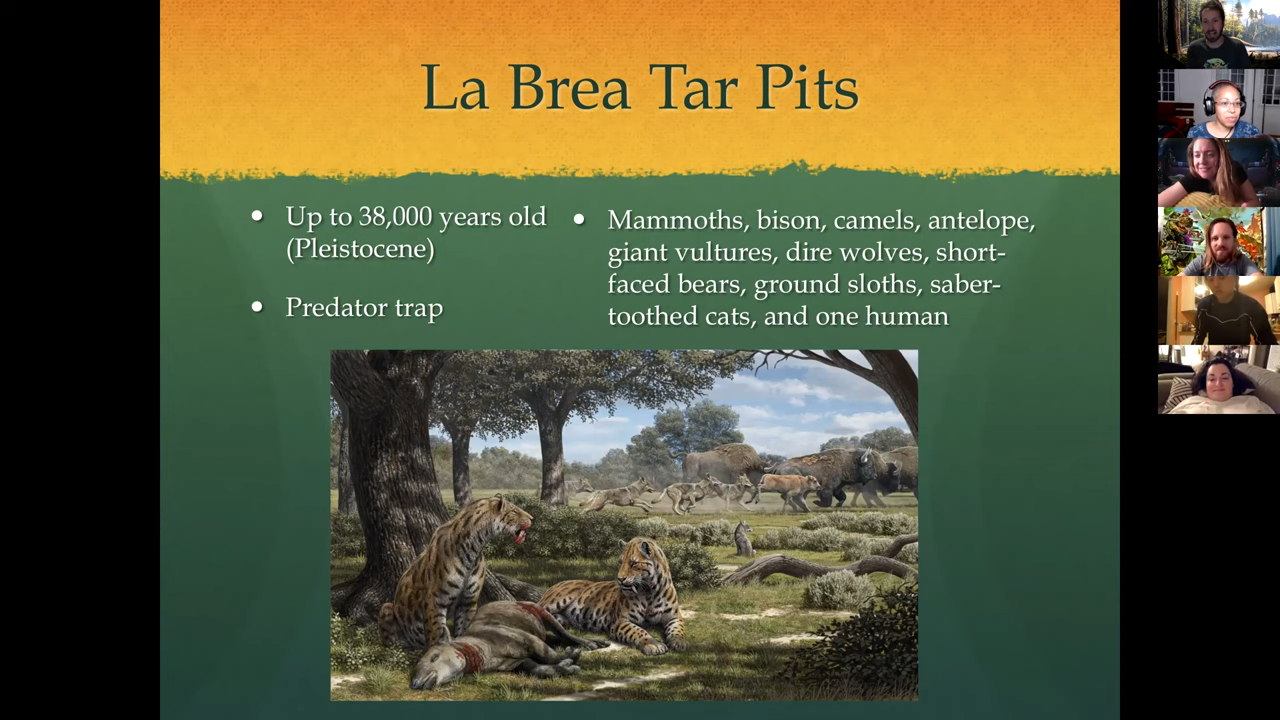 La Brea Tar Pits
• Up to 38,000 years old
(Pleistocene)
• Predator trap
• Mammoths, bison, camels, antelope,
giant vultures, dire wolves, short-
faced bears, ground sloths, saber-
toothed cats, and one human